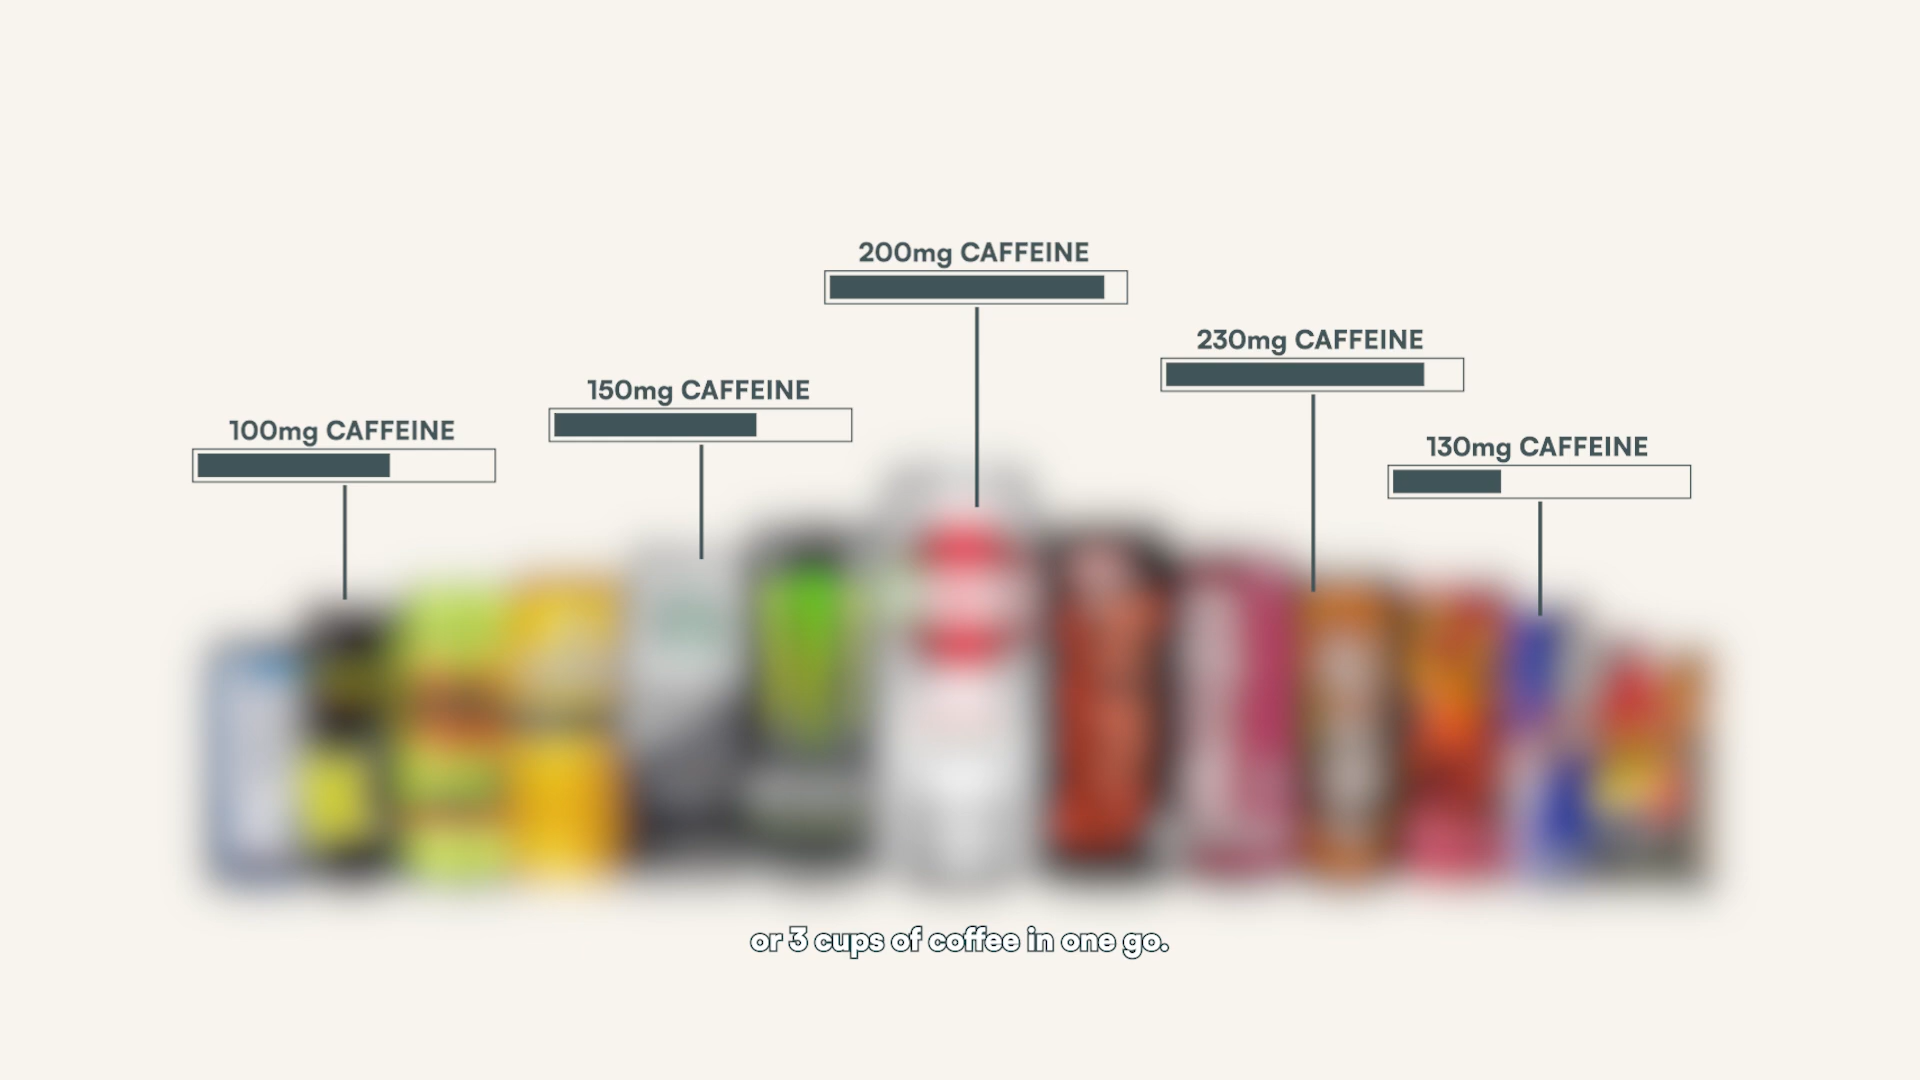 200mg CAFFEINE
230mg CAFFEINE
150mg CAFFEINE
100mg CAFFEINE
130mg CAFFEINE
or 3 cups of coffee in one go.